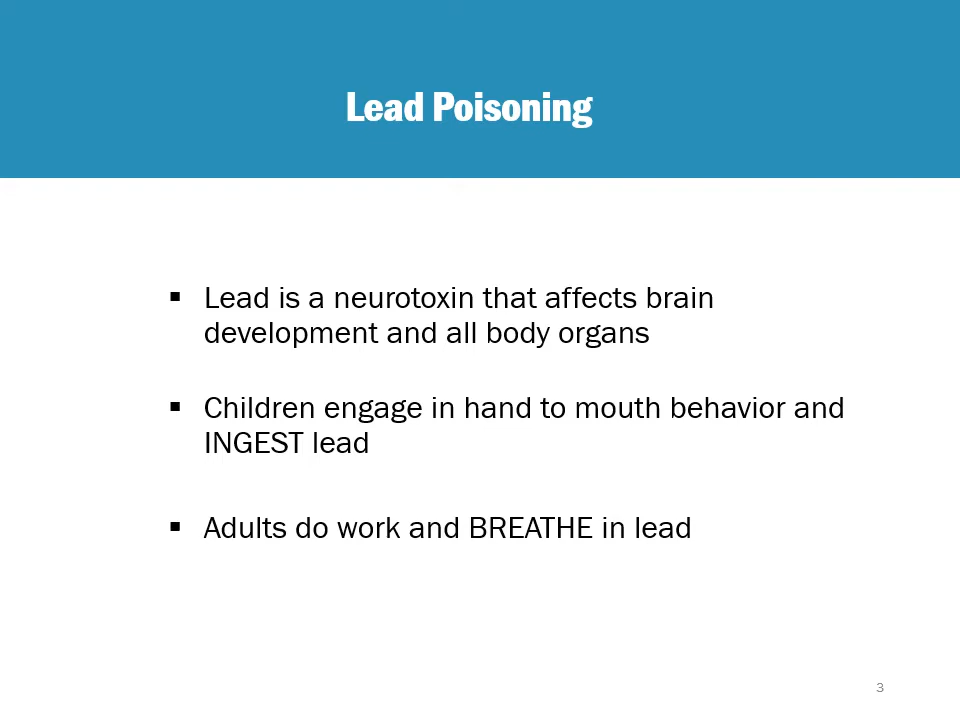 Lead Poisoning
▪ Lead is a neurotoxin that affects brain
development and all body organs
▪ Children engage in hand to mouth behavior and
INGEST lead
▪ Adults do work and BREATHE in lead
3